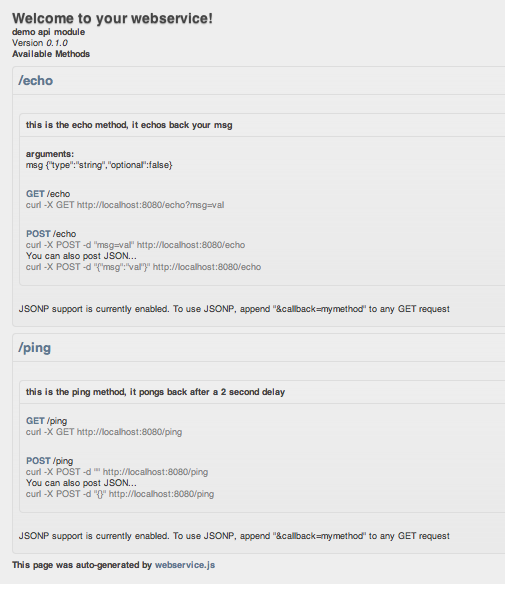 Welcome to your webservice!
demo api module
Version 0.1.0
Available Methods
/echo
this is the echo method, it echos back your msg
arguments:
msg {"type":"string","optional":false}
GET /echo
curl -X GET http://localhost:8080/echo?msg=val
POST /echo
curl -X POST -d "msg=val" http://localhost:8080/echo
You can also post JSON...
curl -X POST -d "{"msg":"val"}" http://localhost:8080/echo
JSONP support is currently enabled. To use JSONP, append "&callback=mymethod" to any GET request
/ping
this is the ping method, it pongs back after a 2 second delay
GET /ping
curl -X GET http://localhost:8080/ping
POST /ping
curl -X POST -d "" http://localhost:8080/ping
You can also post JSON...
curl -X POST -d "{}" http://localhost:8080/ping
JSONP support is currently enabled. To use JSONP, append "&callback=mymethod" to any GET request
This page was auto-generated by webservice.js